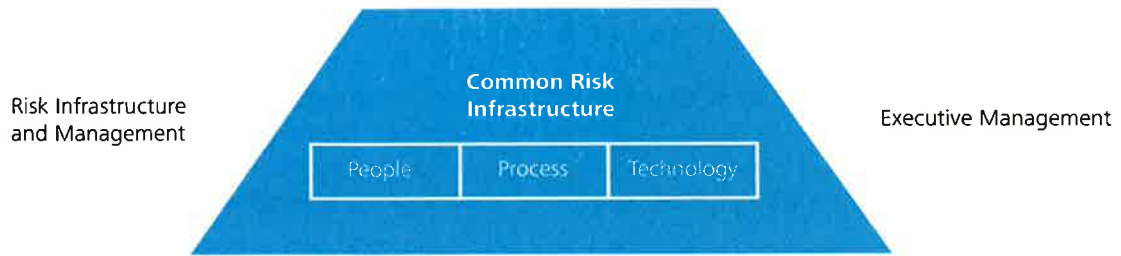 Risk Infrastructure
and Management
Common Risk
Infrastructure
People
Process
Technology
Executive Management